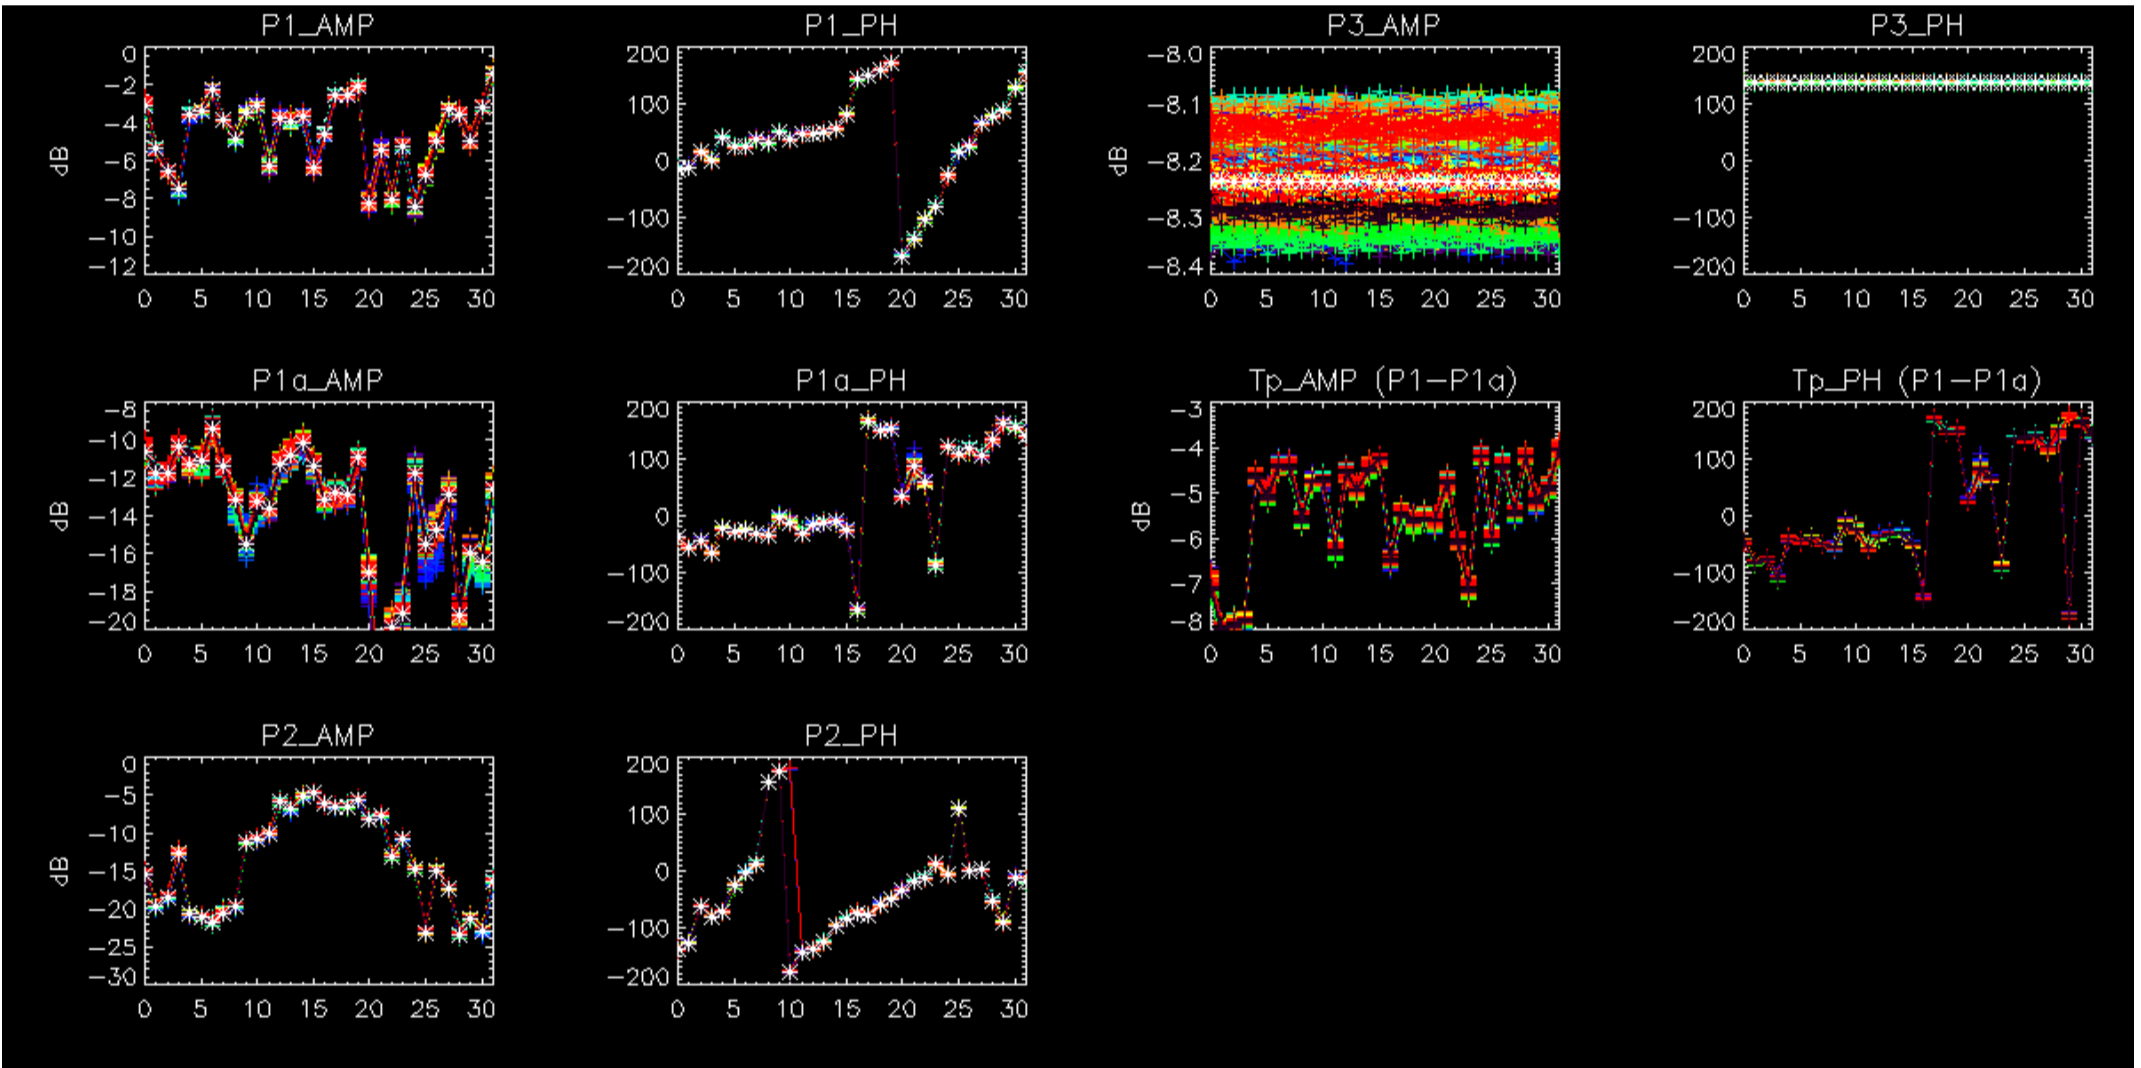 P1_AMP
0
−2
−4
−6
−8
−10
−12
dB
0 5 10 15 20 25 30
P1_PH
200
100
0
−100
−200
0 5 10 15 20 25 30
P3_AMP
−8.0
−8.1
−8.2
−8.3
−8.4
dB
0 5 10 15 20 25 30
P3_PH
200
100
0
−100
−200
0 5 10 15 20 25 30
P1a_AMP
−8
−10
−12
−14
−16
−18
−20
dB
0 5 10 15 20 25 30
P1a_PH
200
100
0
−100
−200
0 5 10 15 20 25 30
Tp_AMP (P1−P1a)
−3
−4
−5
−6
−7
−8
dB
0 5 10 15 20 25 30
Tp_PH (P1−P1a)
200
100
0
−100
−200
0 5 10 15 20 25 30
P2_AMP
0
−5
−10
−15
−20
−25
−30
dB
0 5 10 15 20 25 30
P2_PH
200
100
0
−100
−200
0 5 10 15 20 25 30